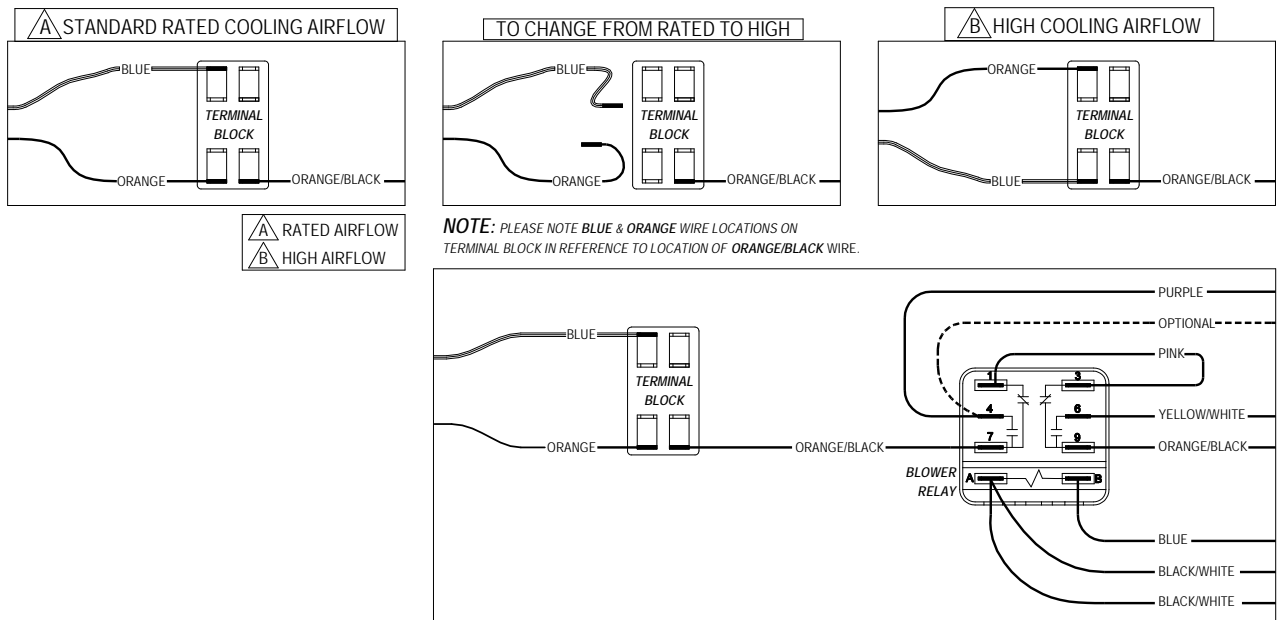 A STANDARD RATED COOLING AIRFLOW
BLUE
TERMINAL
BLOCK
ORANGE
ORANGE/BLACK
A RATED AIRFLOW
B HIGH AIRFLOW
TO CHANGE FROM RATED TO HIGH
BLUE
TERMINAL
BLOCK
ORANGE
ORANGE/BLACK
B HIGH COOLING AIRFLOW
ORANGE
TERMINAL
BLOCK
BLUE
ORANGE/BLACK
NOTE: PLEASE NOTE BLUE & ORANGE WIRE LOCATIONS ON
TERMINAL BLOCK IN REFERENCE TO LOCATION OF ORANGE/BLACK WIRE.
BLUE
TERMINAL
BLOCK
ORANGE
ORANGE/BLACK
PURPLE
OPTIONAL
PINK
1 3
4 6
YELLOW/WHITE
7 9
ORANGE/BLACK
BLOWER
RELAY
A B
BLUE
BLACK/WHITE
BLACK/WHITE